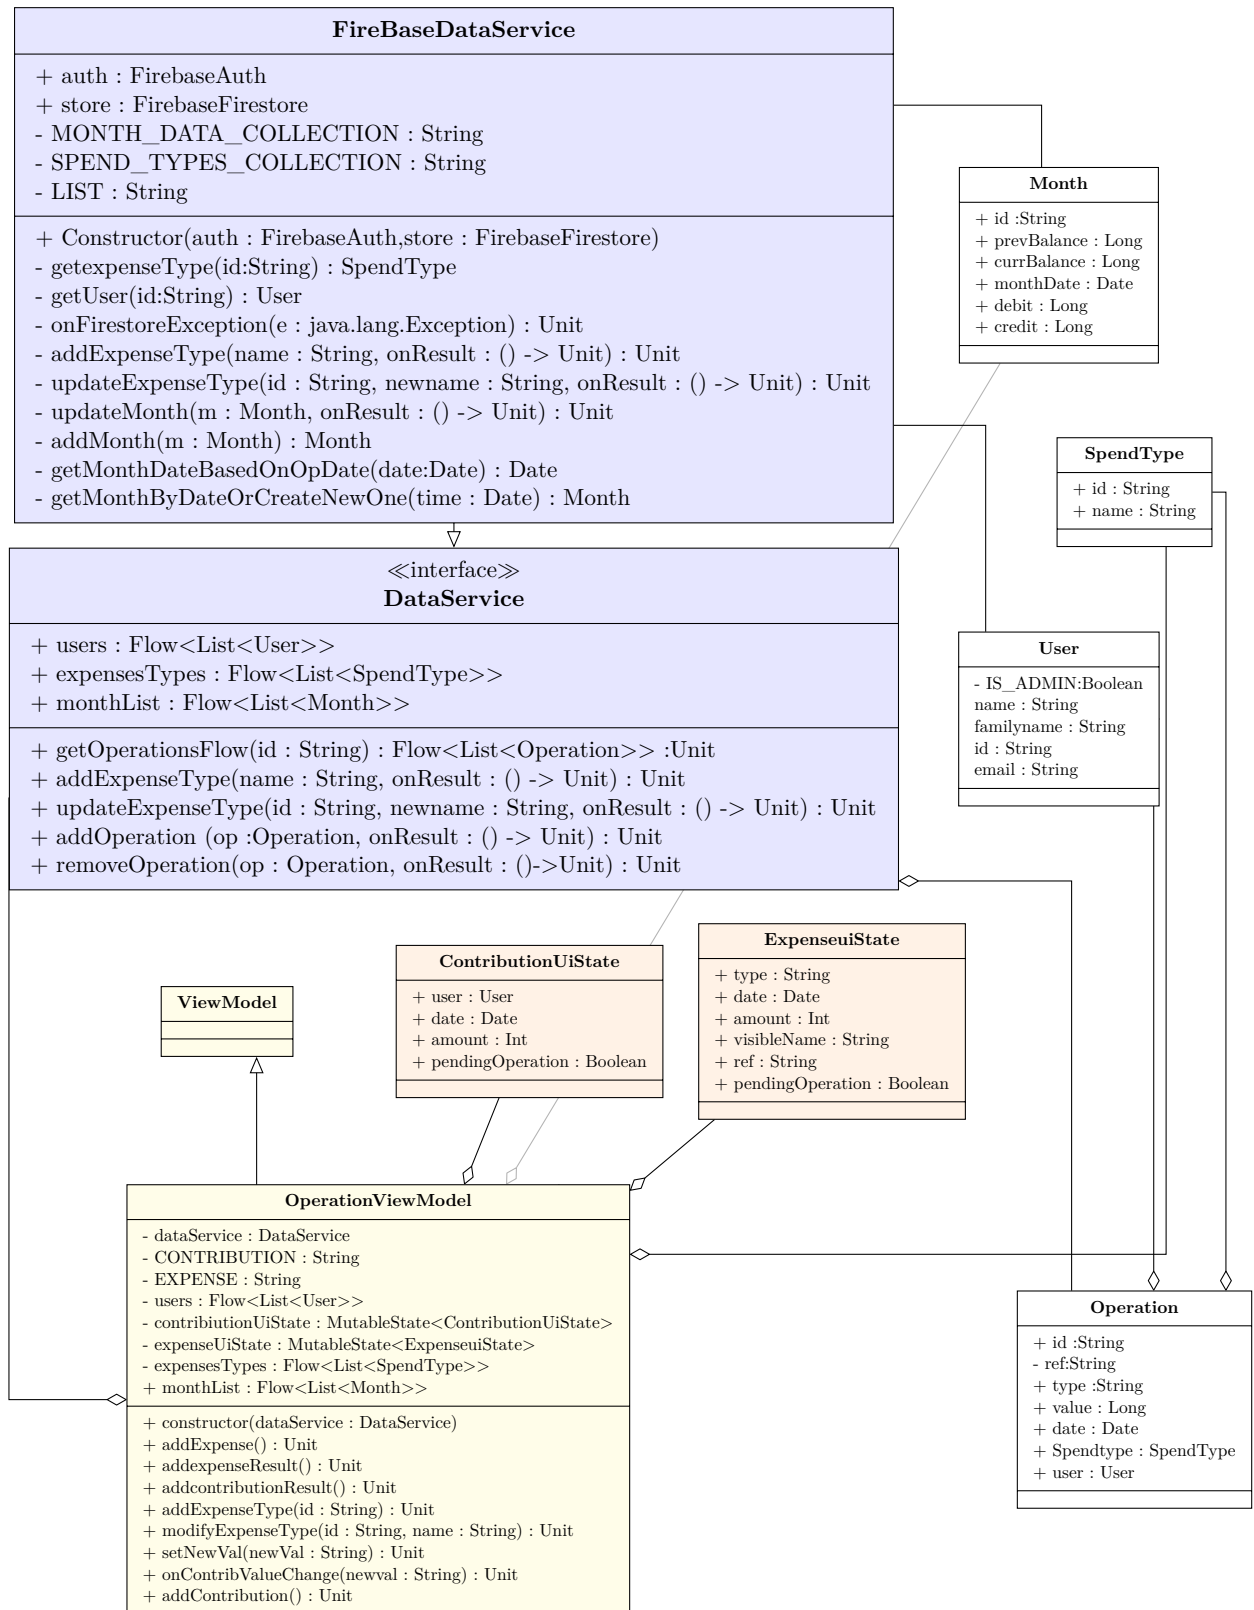 FireBaseDataService
+ auth : FirebaseAuth
+ store : FirebaseFirestore
- MONTH_DATA_COLLECTION : String
- SPEND_TYPES_COLLECTION : String
- LIST : String
+ Constructor(auth : FirebaseAuth,store : FirebaseFirestore)
- getexpenseType(id:String) : SpendType
- getUser(id:String) : User
- onFirestoreException(e : java.lang.Exception) : Unit
- addExpenseType(name : String, onResult : () -> Unit) : Unit
- updateExpenseType(id : String, newname : String, onResult : () -> Unit) : Unit
- updateMonth(m : Month, onResult : () -> Unit) : Unit
- addMonth(m : Month) : Month
- getMonthDateBasedOnOpDate(date:Date) : Date
- getMonthByDateOrCreateNewOne(time : Date) : Month
Month
+ id :String
+ prevBalance : Long
+ currBalance : Long
+ monthDate : Date
+ debit : Long
+ credit : Long
SpendType
+ id : String
+ name : String
≪interface≫
DataService
+ users : Flow<List<User>>
+ expensesTypes : Flow<List<SpendType>>
+ monthList : Flow<List<Month>>
+ getOperationsFlow(id : String) : Flow<List<Operation>> :Unit
+ addExpenseType(name : String, onResult : () -> Unit) : Unit
+ updateExpenseType(id : String, newname : String, onResult : () -> Unit) : Unit
+ addOperation (op :Operation, onResult : () -> Unit) : Unit
+ removeOperation(op : Operation, onResult : ()->Unit) : Unit
User
- IS_ADMIN:Boolean
name : String
familyname : String
id : String
email : String
ViewModel
ContributionUiState
+ user : User
+ date : Date
+ amount : Int
+ pendingOperation : Boolean
ExpenseuiState
+ type : String
+ date : Date
+ amount : Int
+ visibleName : String
+ ref : String
+ pendingOperation : Boolean
OperationViewModel
- dataService : DataService
- CONTRIBUTION : String
- EXPENSE : String
- users : Flow<List<User>>
- contribiutionUiState : MutableState<ContributionUiState>
- expenseUiState : MutableState<ExpenseuiState>
- expensesTypes : Flow<List<SpendType>>
+ monthList : Flow<List<Month>>
+ constructor(dataService : DataService)
+ addExpense() : Unit
+ addexpenseResult() : Unit
+ addcontributionResult() : Unit
+ addExpenseType(id : String) : Unit
+ modifyExpenseType(id : String, name : String) : Unit
+ setNewVal(newVal : String) : Unit
+ onContribValueChange(newval : String) : Unit
+ addContribution() : Unit
Operation
+ id :String
- ref:String
+ type :String
+ value : Long
+ date : Date
+ Spendtype : SpendType
+ user : User